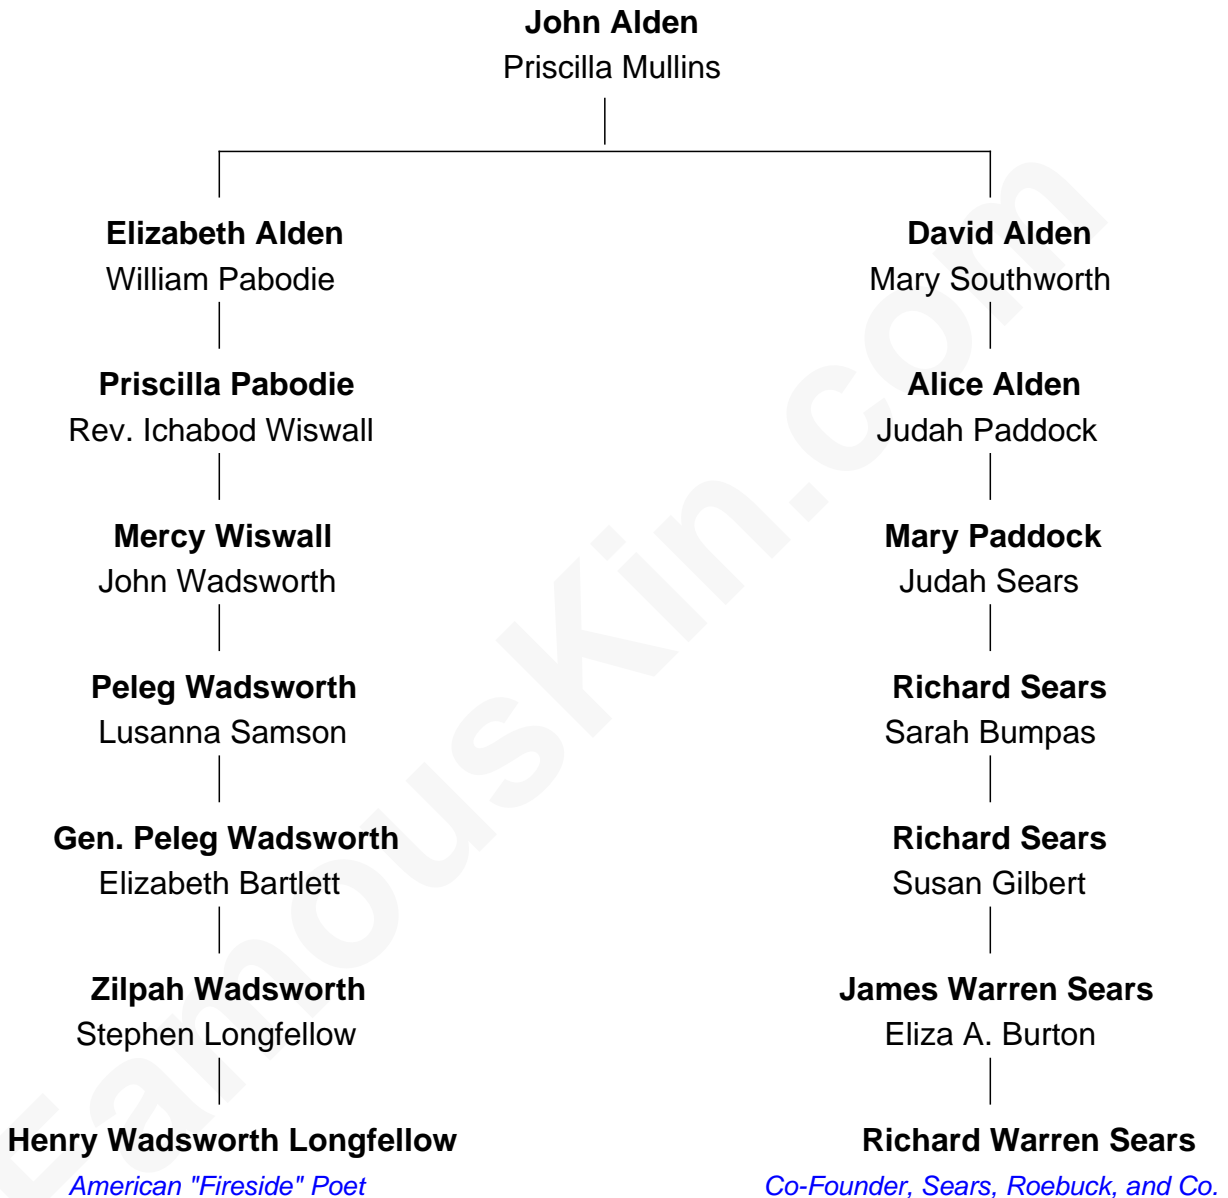 John Alden
Priscilla Mullins
Elizabeth Alden
William Pabodie
Priscilla Pabodie
Rev. Ichabod Wiswall
Mercy Wiswall
John Wadsworth
Peleg Wadsworth
Lusanna Samson
Gen. Peleg Wadsworth
Elizabeth Bartlett
Zilpah Wadsworth
Stephen Longfellow
Henry Wadsworth Longfellow
American "Fireside" Poet
David Alden
Mary Southworth
Alice Alden
Judah Paddock
Mary Paddock
Judah Sears
Richard Sears
Sarah Bumpas
Richard Sears
Susan Gilbert
James Warren Sears
Eliza A. Burton
Richard Warren Sears
Co-Founder, Sears, Roebuck, and Co.
FamousKin.com